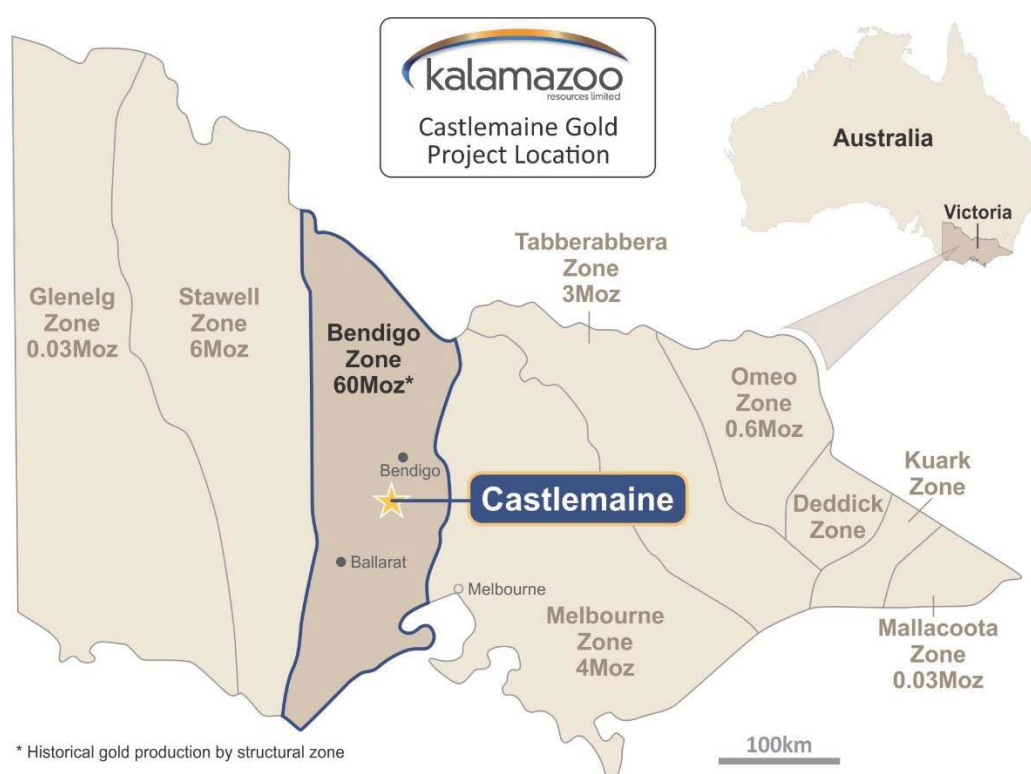 kalamazoo
resources limited
Castlemaine Gold
Project Location
Australia
Victoria
Tabberabbera
Zone
3Moz
Glenelg
Zone
0.03Moz
Stawell
Zone
6Moz
Bendigo
Zone
60Moz*
Omeo
Zone
0.6Moz
Kuark
Zone
Bendigo
Castlemaine
Deddick
Zone
Ballarat
Melbourne
Melbourne
Zone
4Moz
Mallacoota
Zone
0.03Moz
* Historical gold production by structural zone
100km